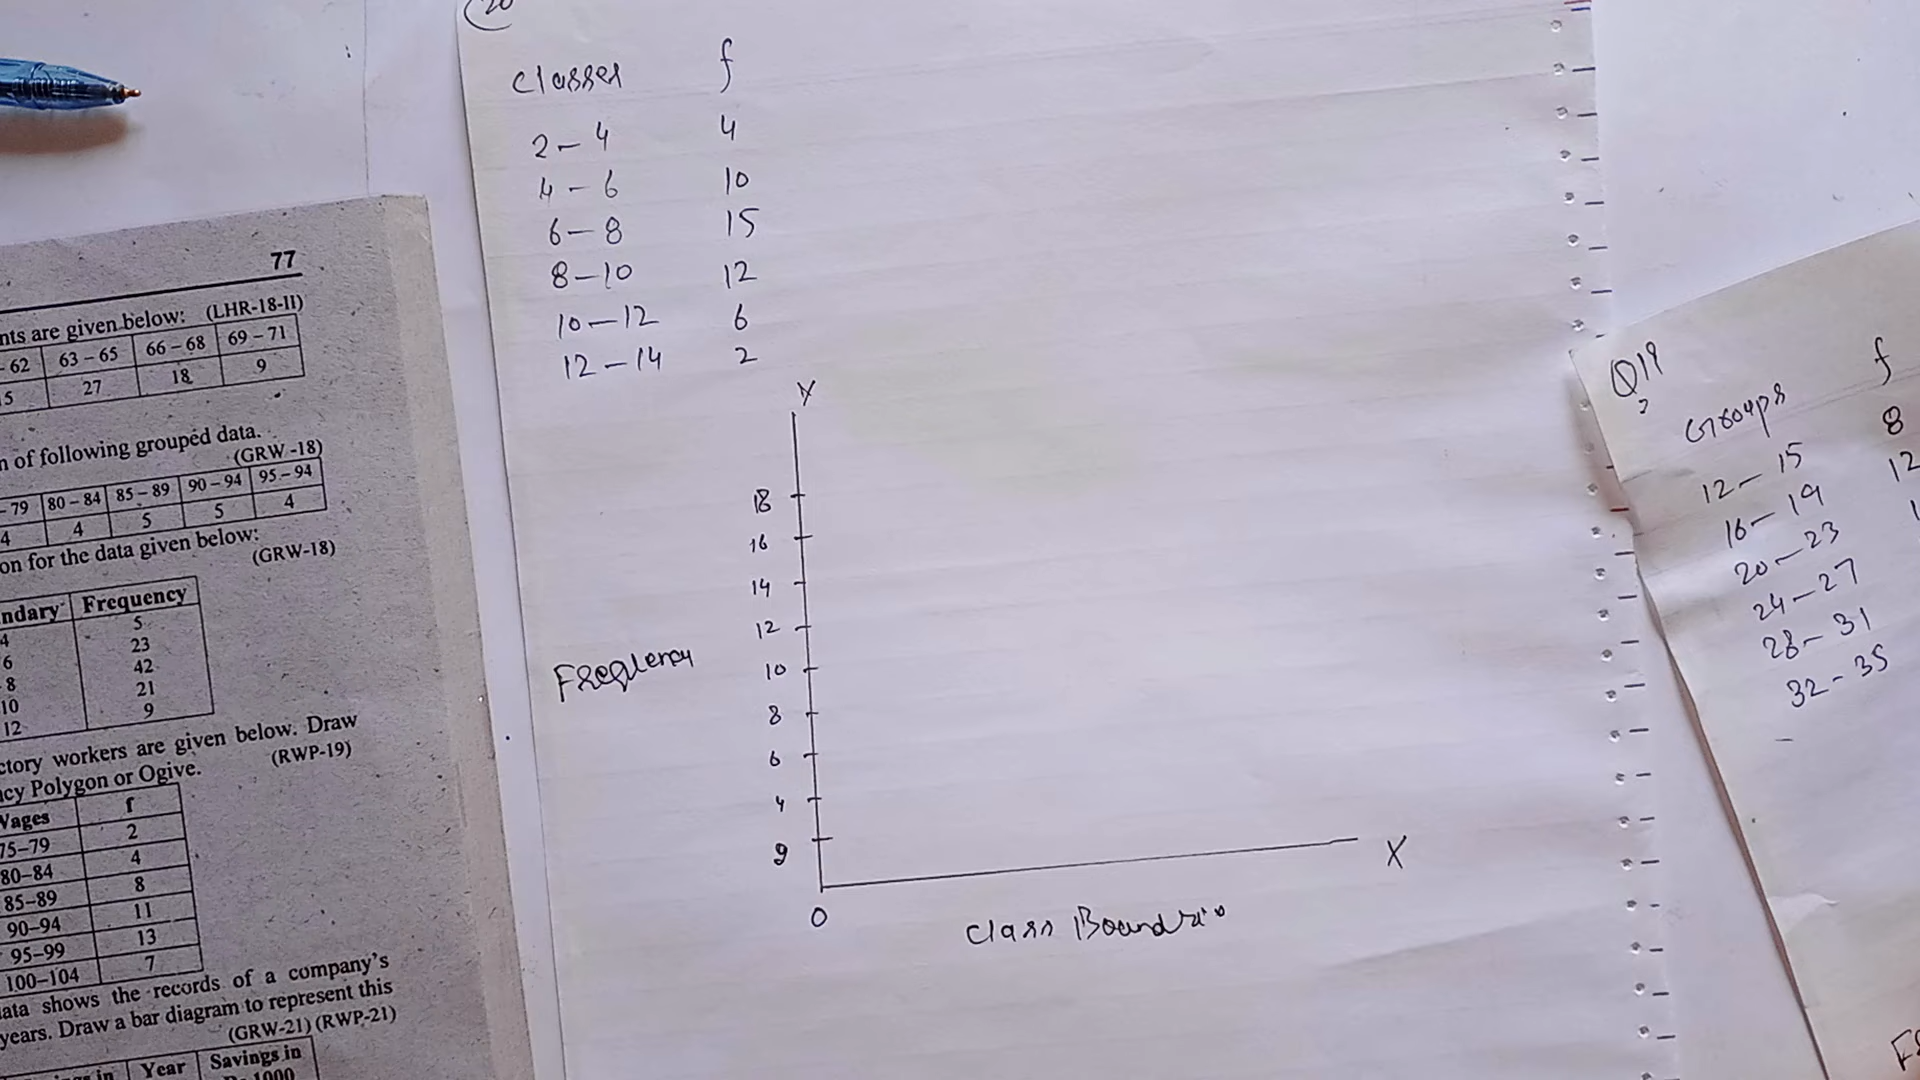 20
Classes f
2 – 4 4
4 – 6 10
6 – 8 15
8 – 10 12
10 – 12 6
12 – 14 2
Y
18
16
14
12
10
8
6
4
Frequency
0
X
Class
77
nts are given below: (LHR-18-II)
- 62 63 – 65 66 – 68 69 – 71
5 27 18 9
n of following grouped data.
(GRW -18)
- 79 80 – 84 85 – 89 90 – 94 95 – 94
4 4 5 5 4
on for the data given below:
(GRW-18)
ndary Frequency
4 5
6 23
8 42
10 21
12 9
ctory workers are given below. Draw
cy Polygon or Ogive. (RWP-19)
Wages f
75–79 2
80–84 4
85–89 8
90–94 11
95–99 13
100–104 7
ata shows the records of a company's
years. Draw a bar diagram to represent this
(GRW-21) (RWP-21)
in Year Savings in
1000
Q19
Groups f
12 – 15 8
16 – 19 12
20 – 23 1
24 – 27
28 – 31
32 – 35